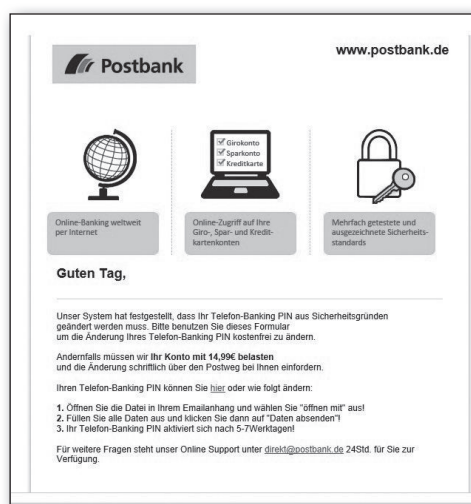 www.postbank.de
Postbank
Girokonto
Sparkonto
Kreditkarte
Online-Banking weltweit
per Internet
Online-Zugriff auf Ihre
Giro-, Spar- und Kredit-
kartenkonten
Mehrfach getestete und
ausgezeichnete Sicherheits-
standards
Guten Tag,
Unser System hat festgestellt, dass Ihr Telefon-Banking PIN aus Sicherheitsgründen
geändert werden muss. Bitte benutzen Sie dieses Formular
um die Änderung Ihres Telefon-Banking PIN kostenfrei zu ändern.
Andernfalls müssen wir Ihr Konto mit 14,99€ belasten
und die Änderung schriftlich über den Postweg bei Ihnen einfordern.
Ihren Telefon-Banking PIN können Sie hier oder wie folgt ändern:
1. Öffnen Sie die Datei in Ihrem Emailanhang und wählen Sie "öffnen mit" aus!
2. Füllen Sie alle Daten aus und klicken Sie dann auf "Daten absenden"!
3. Ihr Telefon-Banking PIN aktiviert sich nach 5-7Werktagen!
Für weitere Fragen steht unser Online Support unter direkt@postbank.de 24Std. für Sie zur
Verfügung.